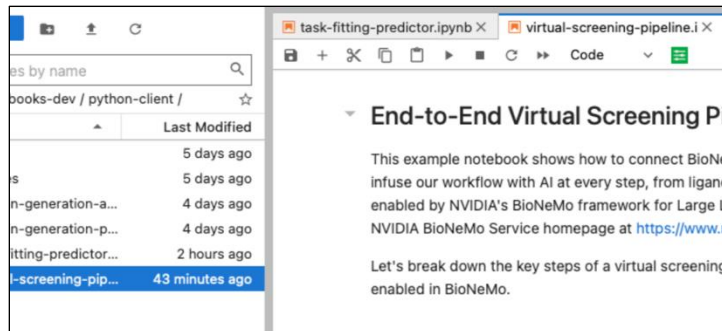 task-fitting-predictor.ipynb
virtual-screening-pipeline.i
Code
es by name
books-dev / python-client /
Last Modified
5 days ago
5 days ago
n-generation-a... 4 days ago
n-generation-p... 4 days ago
fitting-predictor... 2 hours ago
l-screening-pip... 43 minutes ago
End-to-End Virtual Screening P
This example notebook shows how to connect BioNe
infuse our workflow with AI at every step, from ligan
enabled by NVIDIA's BioNeMo framework for Large L
NVIDIA BioNeMo Service homepage at https://www.
Let's break down the key steps of a virtual screening
enabled in BioNeMo.